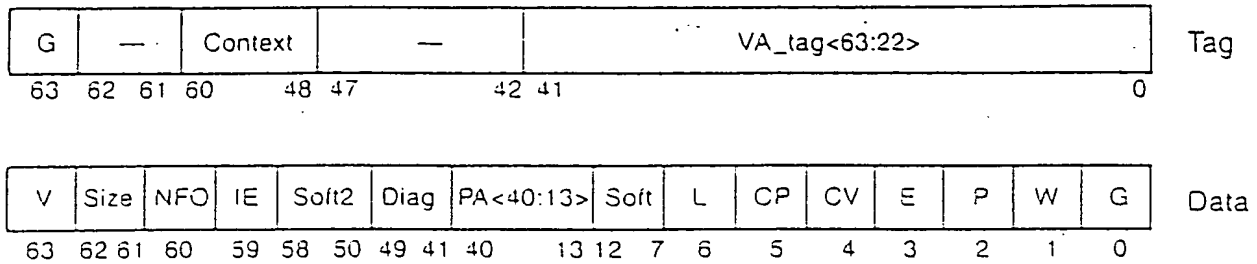 G — Context — VA_tag<63:22> Tag
63 62 61 60 48 47 42 41 0
V Size NFO IE Soft2 Diag PA<40:13> Soft L CP CV E P W G Data
63 62 61 60 59 58 50 49 41 40 13 12 7 6 5 4 3 2 1 0